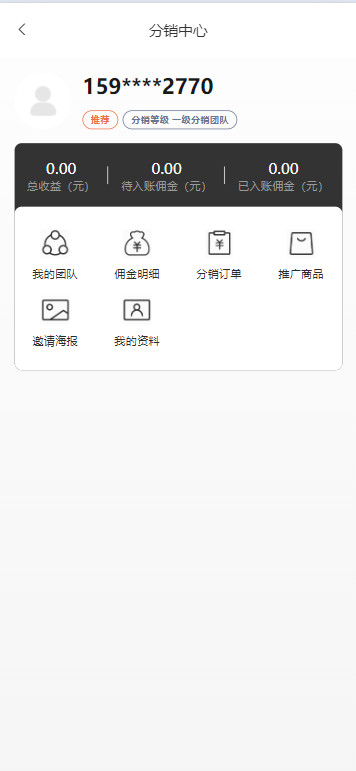 分销中心
159****2770
推荐 分销等级 一级分销团队
0.00 0.00 0.00
总收益（元） 待入账佣金（元） 已入账佣金（元）
我的团队 佣金明细 分销订单 推广商品
邀请海报 我的资料